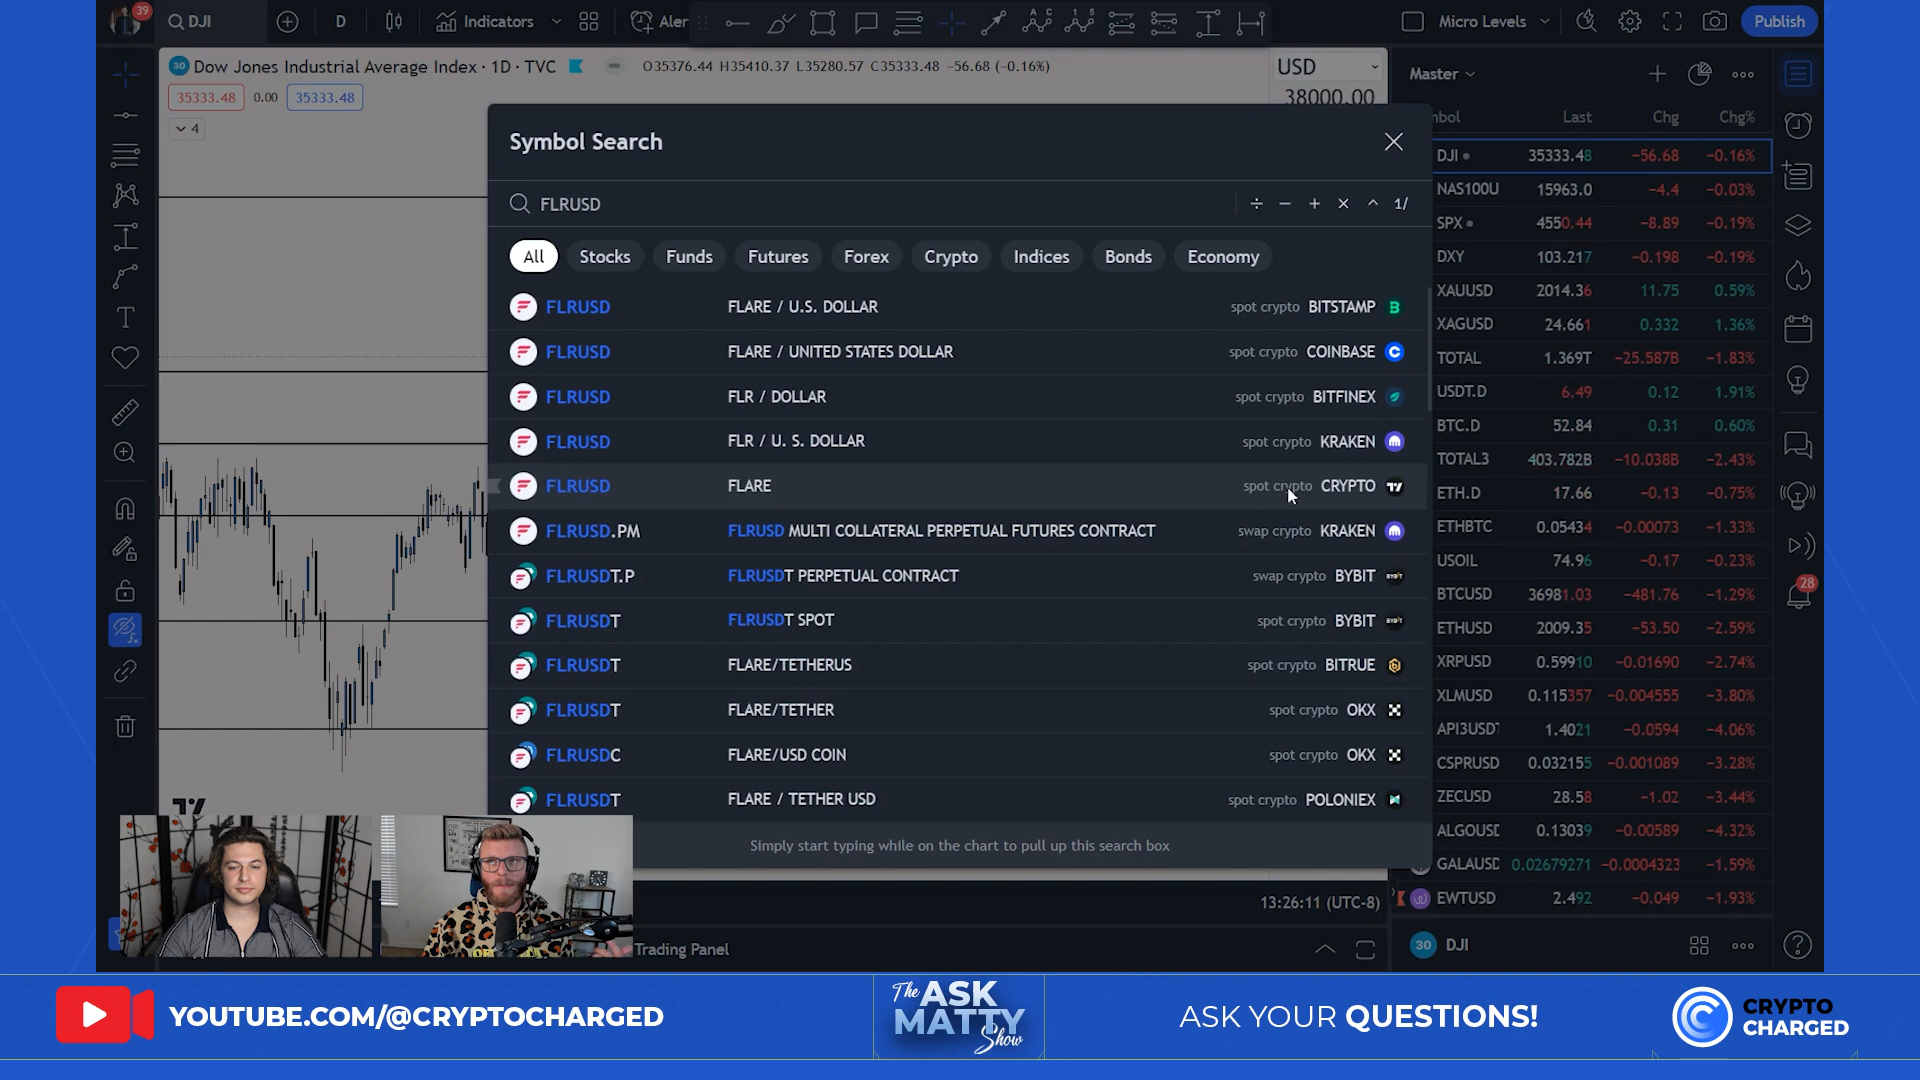 39
DJI
D
Indicators
Aler
Micro Levels
Publish
30 Dow Jones Industrial Average Index · 1D · TVC
O35376.44 H35410.37 L35280.57 C35333.48 −56.68 (−0.16%)
USD
38000.00
35333.48 0.00 35333.48
4
Symbol Search
FLRUSD
÷ − + × ^ 1/
All Stocks Funds Futures Forex Crypto Indices Bonds Economy
FLRUSD FLARE / U.S. DOLLAR spot crypto BITSTAMP
FLRUSD FLARE / UNITED STATES DOLLAR spot crypto COINBASE
FLRUSD FLR / DOLLAR spot crypto BITFINEX
FLRUSD FLR / U. S. DOLLAR spot crypto KRAKEN
FLRUSD FLARE spot crypto CRYPTO
FLRUSD.PM FLRUSD MULTI COLLATERAL PERPETUAL FUTURES CONTRACT swap crypto KRAKEN
FLRUSDT.P FLRUSDT PERPETUAL CONTRACT swap crypto BYBIT
FLRUSDT FLRUSDT SPOT spot crypto BYBIT
FLRUSDT FLARE/TETHERUS spot crypto BITRUE
FLRUSDT FLARE/TETHER spot crypto OKX
FLRUSDC FLARE/USD COIN spot crypto OKX
FLRUSDT FLARE / TETHER USD spot crypto POLONIEX
Simply start typing while on the chart to pull up this search box
13:26:11 (UTC-8)
Trading Panel
Master
mbol Last Chg Chg%
DJI 35333.48 −56.68 −0.16%
NAS100U 15963.0 −4.4 −0.03%
SPX 4550.44 −8.89 −0.19%
DXY 103.217 −0.198 −0.19%
XAUUSD 2014.36 11.75 0.59%
XAGUSD 24.661 0.332 1.36%
TOTAL 1.369T −25.587B −1.83%
USDT.D 6.49 0.12 1.91%
BTC.D 52.84 0.31 0.60%
TOTAL3 403.782B −10.038B −2.43%
ETH.D 17.66 −0.13 −0.75%
ETHBTC 0.05434 −0.00073 −1.33%
USOIL 74.96 −0.17 −0.23%
BTCUSD 36981.03 −481.76 −1.29%
ETHUSD 2009.35 −53.50 −2.59%
XRPUSD 0.59910 −0.01690 −2.74%
XLMUSD 0.115357 −0.004555 −3.80%
API3USDT 1.4021 −0.0594 −4.06%
CSPRUSD 0.032155 −0.001089 −3.28%
ZECUSD 28.58 −1.02 −3.44%
ALGOUSD 0.13039 −0.00589 −4.32%
GALAUSD 0.02679271 −0.0004323 −1.59%
EWTUSD 2.492 −0.049 −1.93%
30 DJI
28
YOUTUBE.COM/@CRYPTOCHARGED
The ASK
MATTY
Show
ASK YOUR QUESTIONS!
CRYPTO
CHARGED